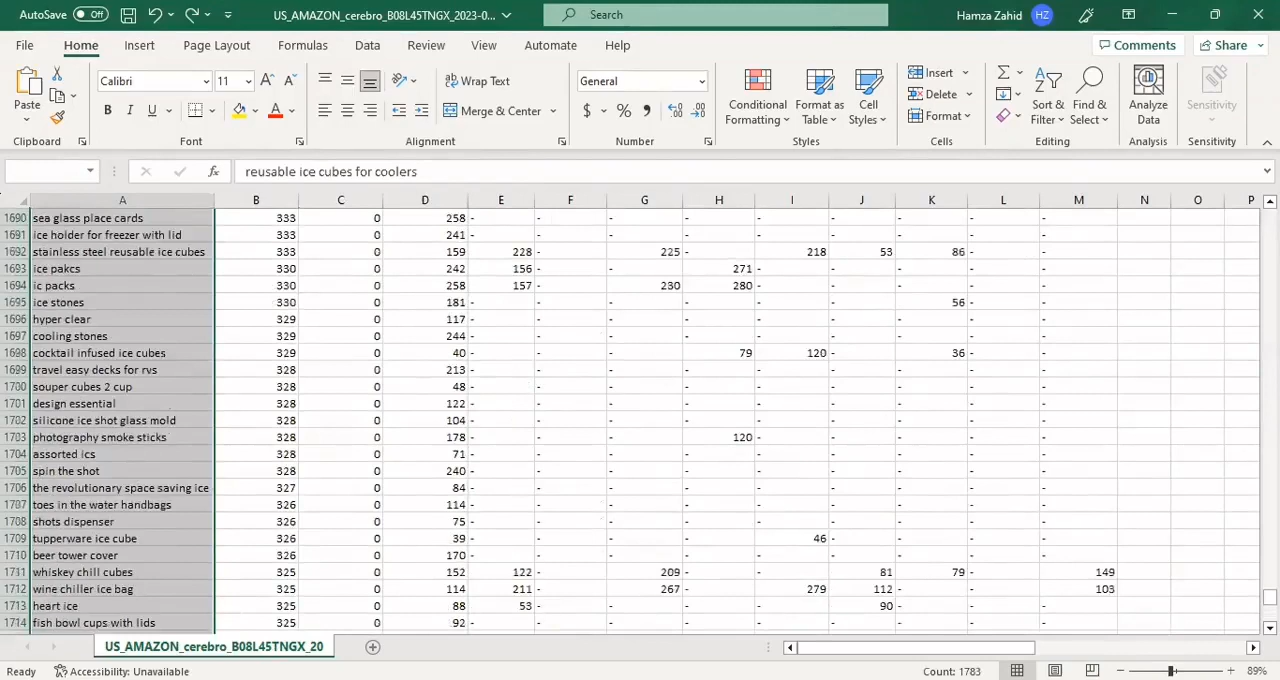 AutoSave Off US_AMAZON_cerebro_B08L45TNGX_2023-0... Search Hamza Zahid HZ
File Home Insert Page Layout Formulas Data Review View Automate Help Comments Share
Paste Calibri 11 A A Wrap Text General Conditional Formatting Format as Table Cell Styles Insert Delete Format Sort & Filter Find & Select Analyze Data Sensitivity
B I U A Merge & Center $ % ,
Clipboard Font Alignment Number Styles Cells Editing Analysis Sensitivity
fx reusable ice cubes for coolers
A B C D E F G H I J K L M N O P
1690 sea glass place cards 333 0 258 - - - - - - - - -
1691 ice holder for freezer with lid 333 0 241 - - - - - - - - -
1692 stainless steel reusable ice cubes 333 0 159 228 - 225 - 218 53 86 - -
1693 ice pakcs 330 0 242 156 - - 271 - - - - -
1694 ic packs 330 0 258 157 - 230 280 - - - - -
1695 ice stones 330 0 181 - - - - - - 56 - -
1696 hyper clear 329 0 117 - - - - - - - - -
1697 cooling stones 329 0 244 - - - - - - - - -
1698 cocktail infused ice cubes 329 0 40 - - - 79 120 - 36 - -
1699 travel easy decks for rvs 328 0 213 - - - - - - - - -
1700 souper cubes 2 cup 328 0 48 - - - - - - - - -
1701 design essential 328 0 122 - - - - - - - - -
1702 silicone ice shot glass mold 328 0 104 - - - - - - - - -
1703 photography smoke sticks 328 0 178 - - - 120 - - - - -
1704 assorted ics 328 0 71 - - - - - - - - -
1705 spin the shot 328 0 240 - - - - - - - - -
1706 the revolutionary space saving ice 327 0 84 - - - - - - - - -
1707 toes in the water handbags 326 0 114 - - - - - - - - -
1708 shots dispenser 326 0 75 - - - - - - - - -
1709 tupperware ice cube 326 0 39 - - - - 46 - - - -
1710 beer tower cover 326 0 170 - - - - - - - - -
1711 whiskey chill cubes 325 0 152 122 - 209 - - 81 79 - 149
1712 wine chiller ice bag 325 0 114 211 - 267 - 279 112 - - 103
1713 heart ice 325 0 88 53 - - - - 90 - - -
1714 fish bowl cups with lids 325 0 92 - - - - - - - - -
US_AMAZON_cerebro_B08L45TNGX_20
Ready Accessibility: Unavailable Count: 1783 89%